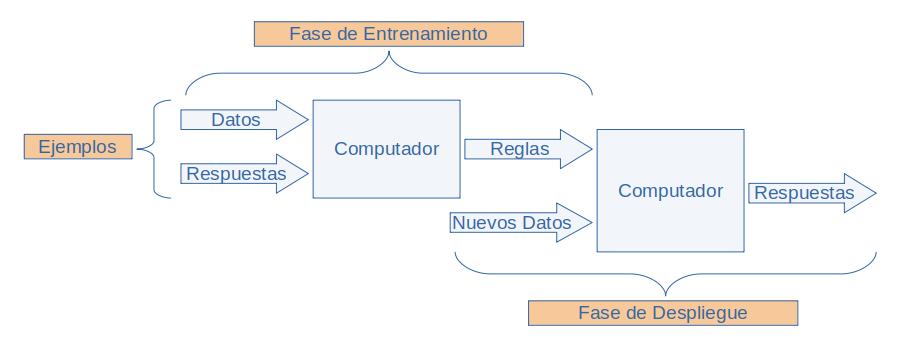 Fase de Entrenamiento
Ejemplos
Datos
Respuestas
Computador
Reglas
Nuevos Datos
Computador
Respuestas
Fase de Despliegue